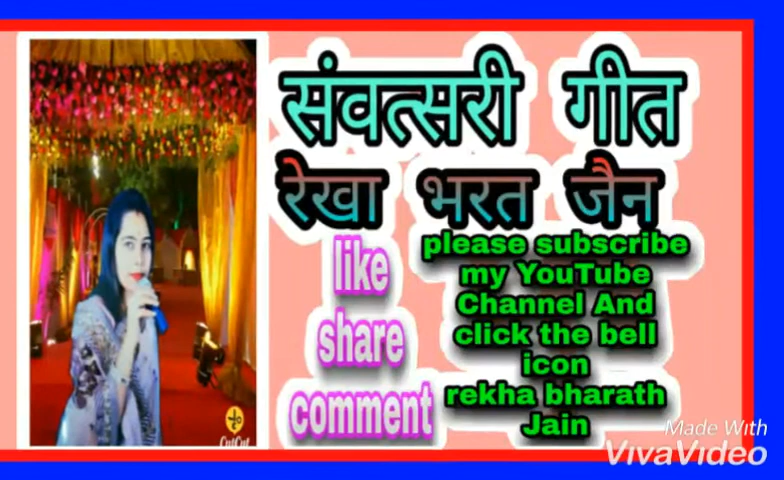 संवत्सरी गीत
रेखा भरत जैन
like
share
comment
please subscribe
my YouTube
Channel And
click the bell
icon
rekha bharath
Jain
CutCut
Made With
VivaVideo